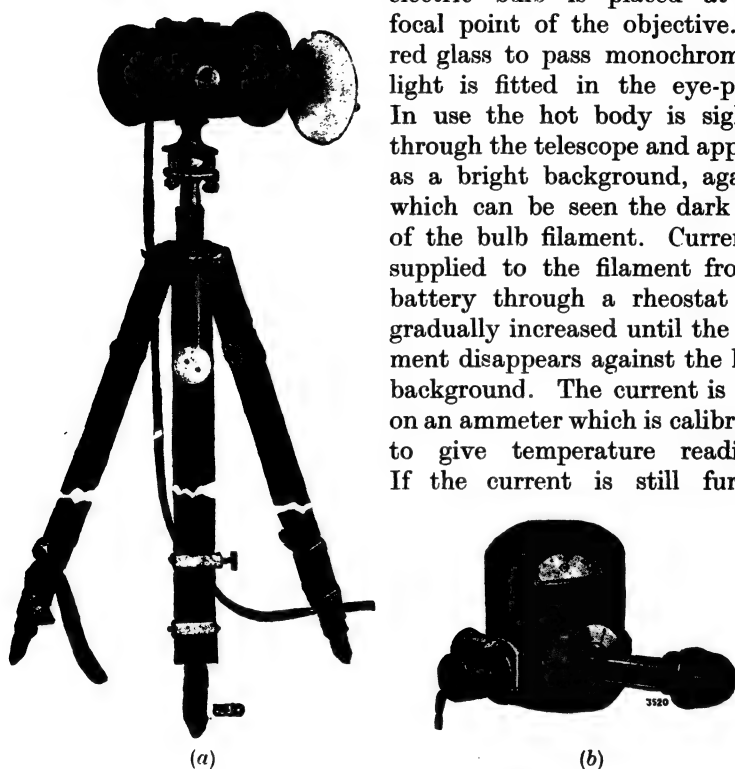 electric bulb is placed at
focal point of the objective.
red glass to pass monochrom
light is fitted in the eye-p
In use the hot body is sigl
through the telescope and app
as a bright background, aga
which can be seen the dark
of the bulb filament. Curren
supplied to the filament fro
battery through a rheostat
gradually increased until the
ment disappears against the l
background. The current is
on an ammeter which is calibr
to give temperature readi
If the current is still fur
3520
(a) (b)